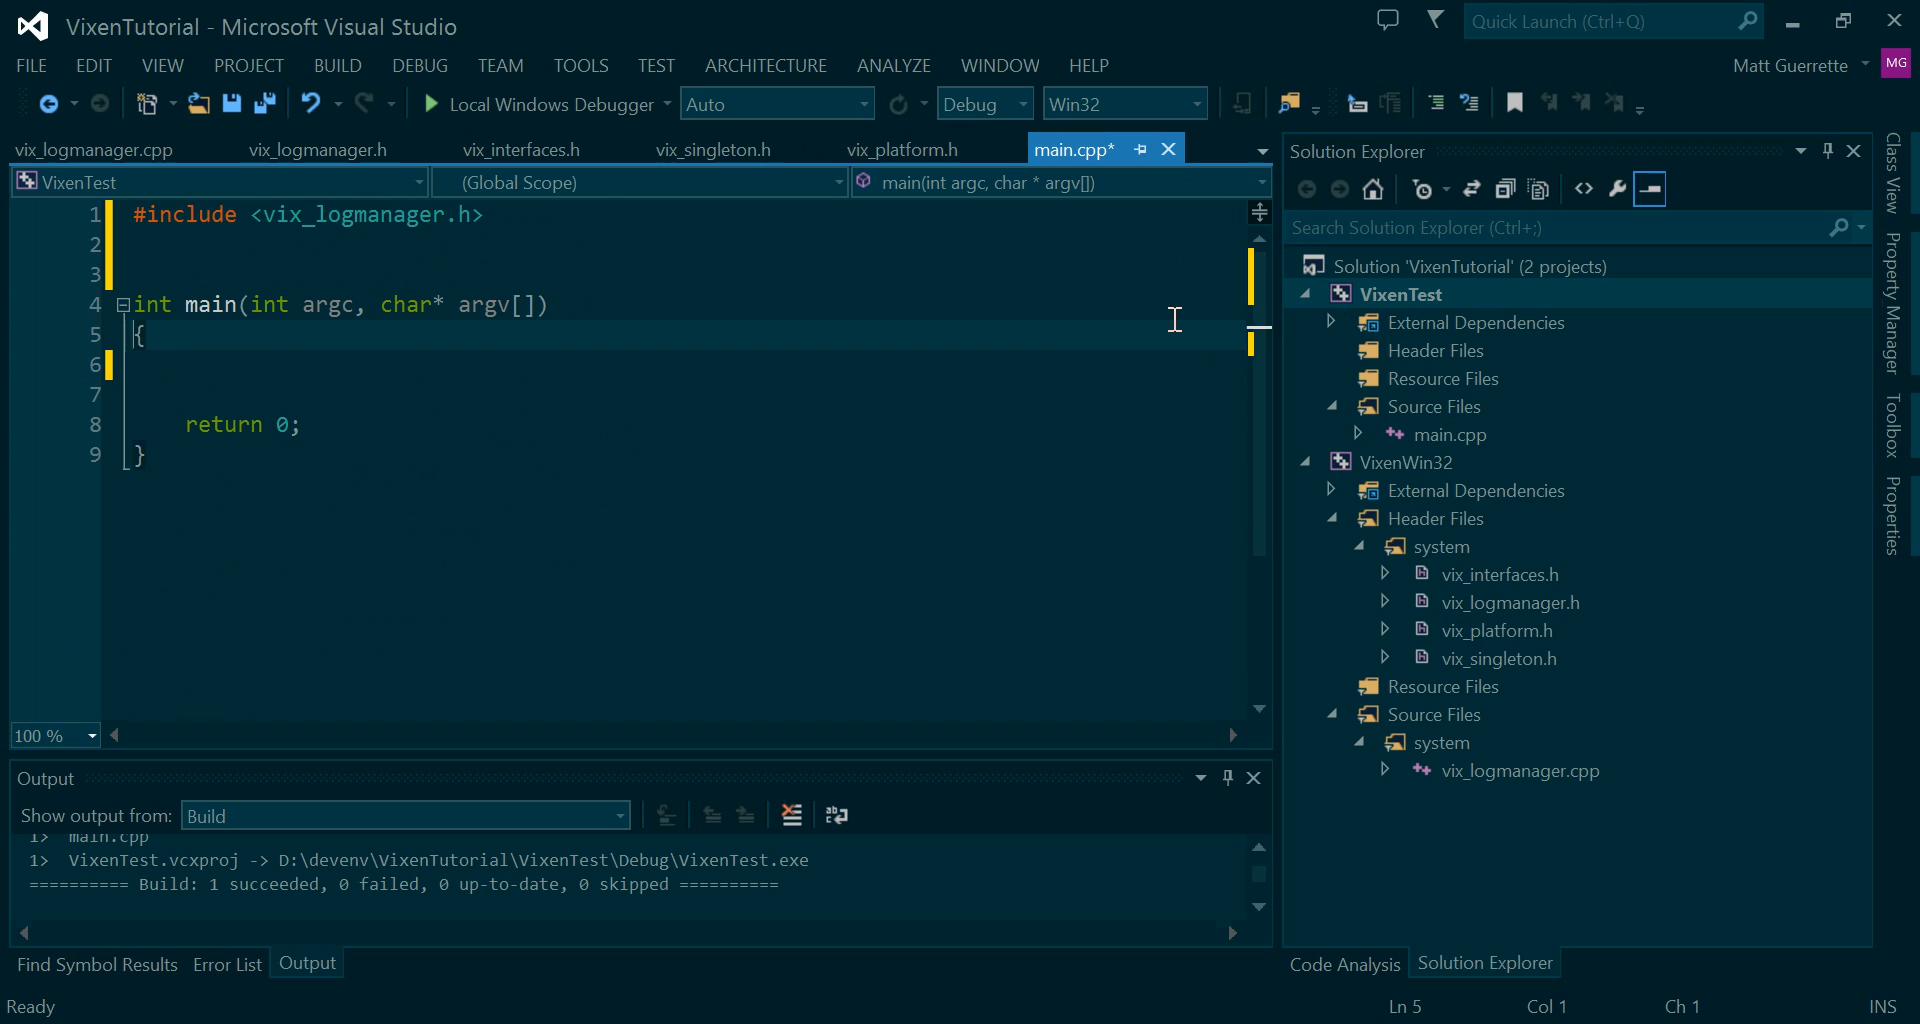 VixenTutorial - Microsoft Visual Studio
Quick Launch (Ctrl+Q)
FILE EDIT VIEW PROJECT BUILD DEBUG TEAM TOOLS TEST ARCHITECTURE ANALYZE WINDOW HELP
Matt Guerrette MG
Local Windows Debugger Auto Debug Win32
vix_logmanager.cpp vix_logmanager.h vix_interfaces.h vix_singleton.h vix_platform.h main.cpp*
VixenTest (Global Scope) main(int argc, char * argv[])
1 #include <vix_logmanager.h>
2
3
4 int main(int argc, char* argv[])
5 {
6
7
8 return 0;
9 }
100 %
Output
Show output from: Build
1> main.cpp
1> VixenTest.vcxproj -> D:\devenv\VixenTutorial\VixenTest\Debug\VixenTest.exe
========== Build: 1 succeeded, 0 failed, 0 up-to-date, 0 skipped ==========
Find Symbol Results Error List Output
Solution Explorer
Search Solution Explorer (Ctrl+;)
Solution 'VixenTutorial' (2 projects)
VixenTest
External Dependencies
Header Files
Resource Files
Source Files
main.cpp
VixenWin32
External Dependencies
Header Files
system
vix_interfaces.h
vix_logmanager.h
vix_platform.h
vix_singleton.h
Resource Files
Source Files
system
vix_logmanager.cpp
Code Analysis Solution Explorer
Class View
Property Manager
Toolbox
Properties
Ready Ln 5 Col 1 Ch 1 INS